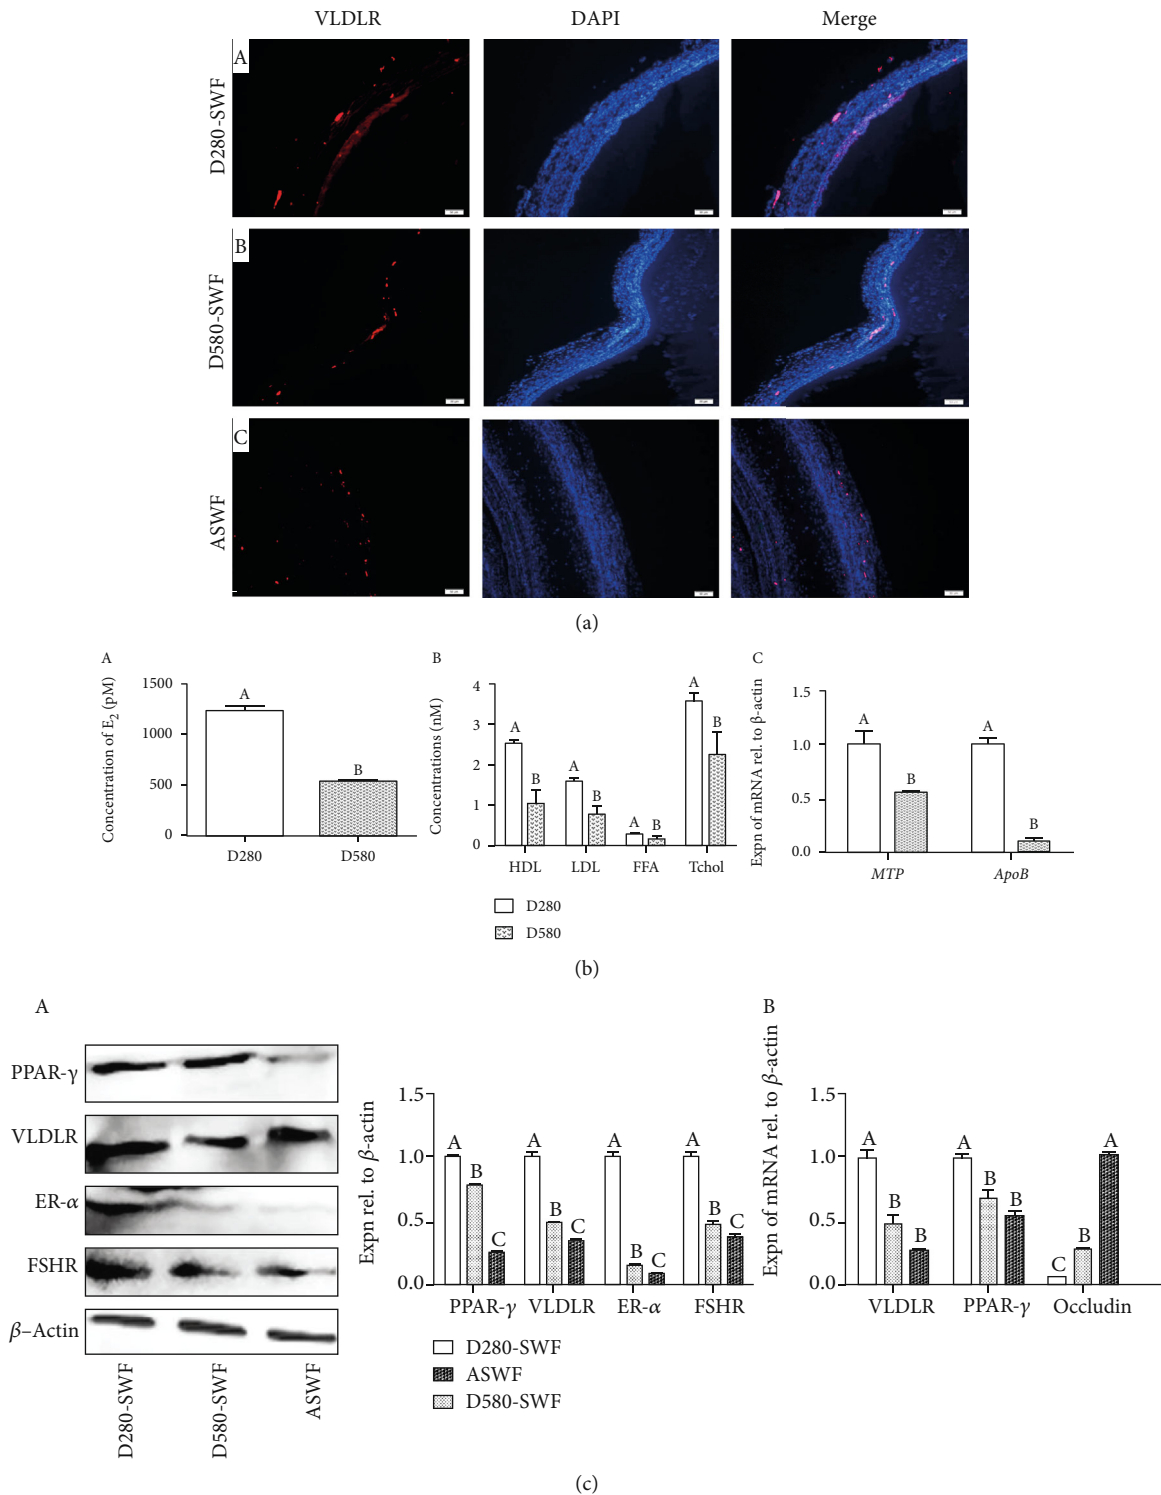 VLDLR DAPI Merge
A
D280-SWF
B
D580-SWF
C
ASWF
(a)
A
Concentration of E2 (pM)
1500
1000
500
0
A
B
D280 D580
B
Concentrations (nM)
4
3
2
1
0
A
B
A
B
A
B
A
B
HDL LDL FFA Tchol
D280
D580
C
Expn of mRNA rel. to β-actin
1.5
1.0
0.5
0.0
A
B
A
B
MTP ApoB
(b)
A
PPAR-γ
VLDLR
ER-α
FSHR
β–Actin
D280-SWF
D580-SWF
ASWF
Expn rel. to β-actin
1.5
1.0
0.5
0.0
A
B
C
A
B
C
A
B
C
A
B
C
PPAR-γ VLDLR ER-α FSHR
D280-SWF
ASWF
D580-SWF
B
Expn of mRNA rel. to β-actin
1.5
1.0
0.5
0.0
A
B
B
A
B
B
C
B
A
VLDLR PPAR-γ Occludin
(c)